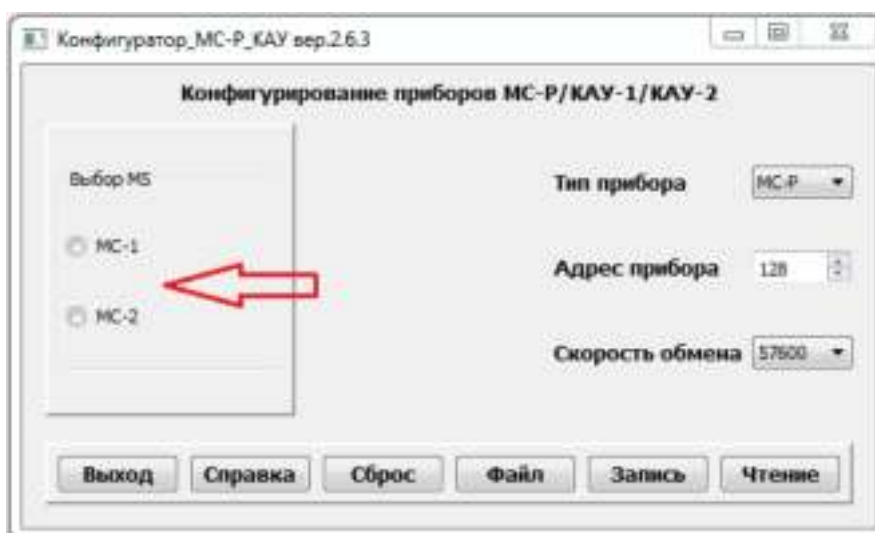 Конфигуратор_МС-Р_КАУ вер.2.6.3
Конфигурирование приборов МС-Р/КАУ-1/КАУ-2
Выбор MS
МС-1
МС-2
Тип прибора МС-Р
Адрес прибора 128
Скорость обмена 57600
Выход Справка Сброс Файл Запись Чтение